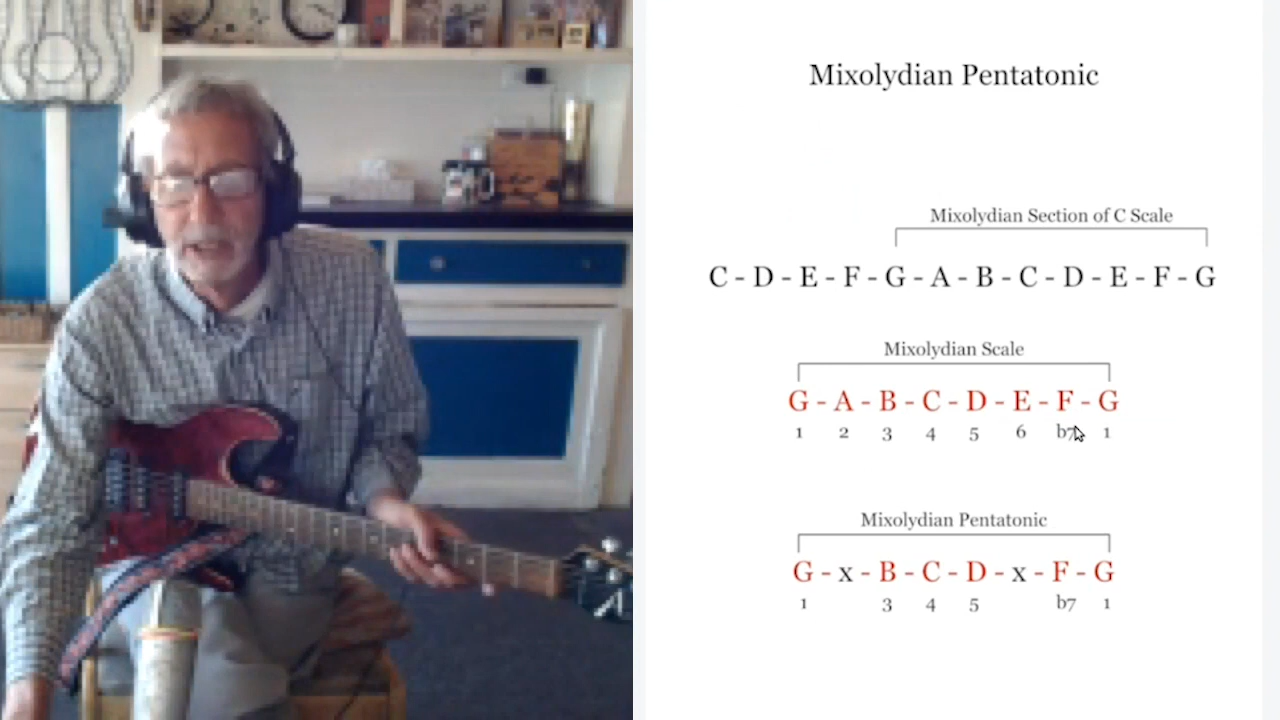 Mixolydian Pentatonic
Mixolydian Section of C Scale
C - D - E - F - G - A - B - C - D - E - F - G
Mixolydian Scale
G - A - B - C - D - E - F - G
1 2 3 4 5 6 b7 1
Mixolydian Pentatonic
G - x - B - C - D - x - F - G
1 3 4 5 b7 1